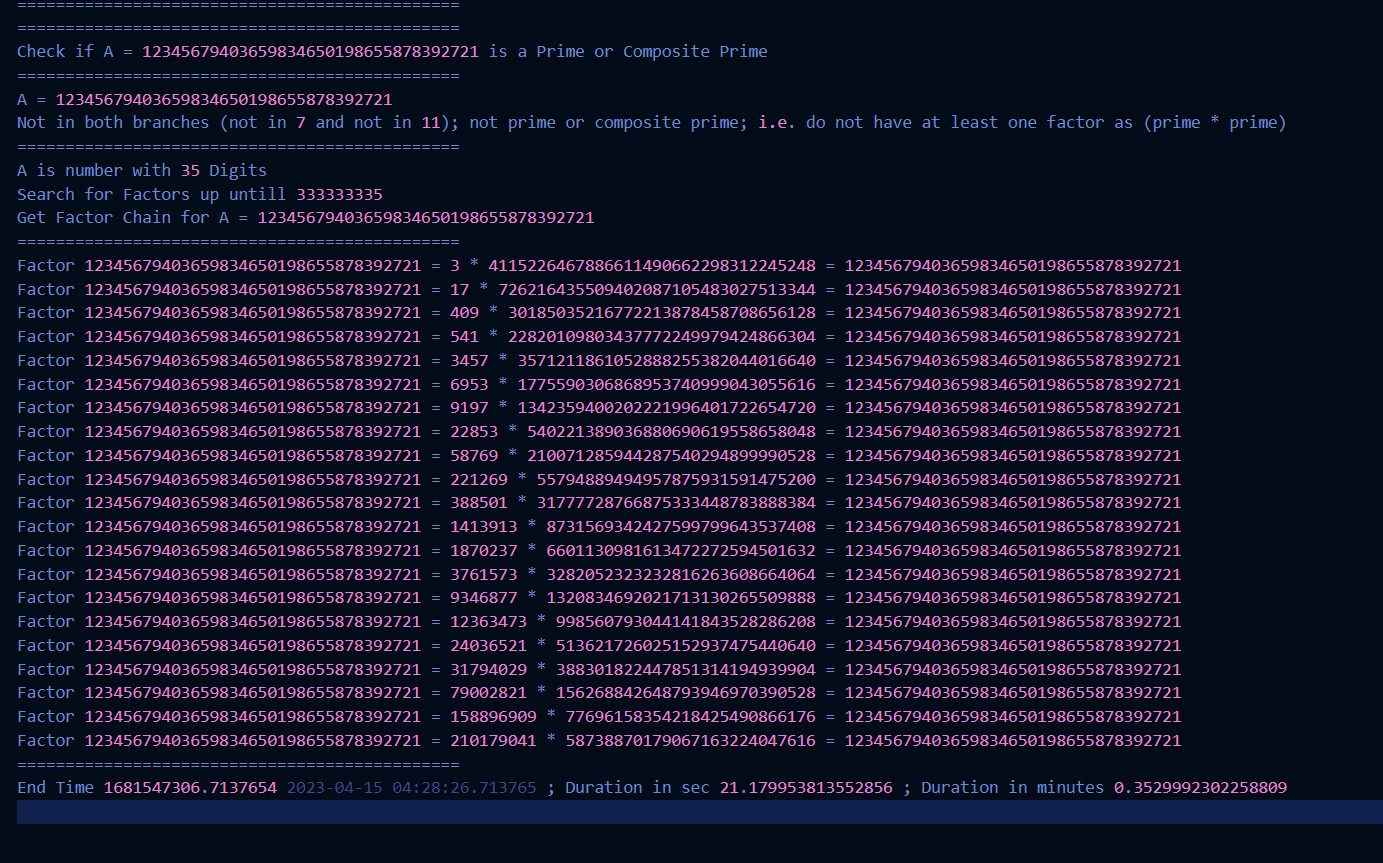 ==============================================
==============================================
Check if A = 12345679403659834650198655878392721 is a Prime or Composite Prime
==============================================
A = 12345679403659834650198655878392721
Not in both branches (not in 7 and not in 11); not prime or composite prime; i.e. do not have at least one factor as (prime * prime)
==============================================
A is number with 35 Digits
Search for Factors up untill 333333335
Get Factor Chain for A = 12345679403659834650198655878392721
==============================================
Factor 12345679403659834650198655878392721 = 3 * 4115226467886611490662298312245248 = 12345679403659834650198655878392721
Factor 12345679403659834650198655878392721 = 17 * 726216435509402087105483027513344 = 12345679403659834650198655878392721
Factor 12345679403659834650198655878392721 = 409 * 30185035216772213878458708656128 = 12345679403659834650198655878392721
Factor 12345679403659834650198655878392721 = 541 * 22820109803437772249979424866304 = 12345679403659834650198655878392721
Factor 12345679403659834650198655878392721 = 3457 * 3571211861052888255382044016640 = 12345679403659834650198655878392721
Factor 12345679403659834650198655878392721 = 6953 * 1775590306868953740999043055616 = 12345679403659834650198655878392721
Factor 12345679403659834650198655878392721 = 9197 * 1342359400202221996401722654720 = 12345679403659834650198655878392721
Factor 12345679403659834650198655878392721 = 22853 * 540221389036880690619558658048 = 12345679403659834650198655878392721
Factor 12345679403659834650198655878392721 = 58769 * 210071285944287540294899990528 = 12345679403659834650198655878392721
Factor 12345679403659834650198655878392721 = 221269 * 55794889494957875931591475200 = 12345679403659834650198655878392721
Factor 12345679403659834650198655878392721 = 388501 * 31777728766875333448783888384 = 12345679403659834650198655878392721
Factor 12345679403659834650198655878392721 = 1413913 * 8731569342427599799643537408 = 12345679403659834650198655878392721
Factor 12345679403659834650198655878392721 = 1870237 * 6601130981613472272594501632 = 12345679403659834650198655878392721
Factor 12345679403659834650198655878392721 = 3761573 * 3282052323232816263608664064 = 12345679403659834650198655878392721
Factor 12345679403659834650198655878392721 = 9346877 * 1320834692021713130265509888 = 12345679403659834650198655878392721
Factor 12345679403659834650198655878392721 = 12363473 * 998560793044141843528286208 = 12345679403659834650198655878392721
Factor 12345679403659834650198655878392721 = 24036521 * 513621726025152937475440640 = 12345679403659834650198655878392721
Factor 12345679403659834650198655878392721 = 31794029 * 388301822447851314194939904 = 12345679403659834650198655878392721
Factor 12345679403659834650198655878392721 = 79002821 * 156268842648793946970390528 = 12345679403659834650198655878392721
Factor 12345679403659834650198655878392721 = 158896909 * 77696158354218425490866176 = 12345679403659834650198655878392721
Factor 12345679403659834650198655878392721 = 210179041 * 58738870179067163224047616 = 12345679403659834650198655878392721
==============================================
End Time 1681547306.7137654 2023-04-15 04:28:26.713765 ; Duration in sec 21.179953813552856 ; Duration in minutes 0.3529992302258809